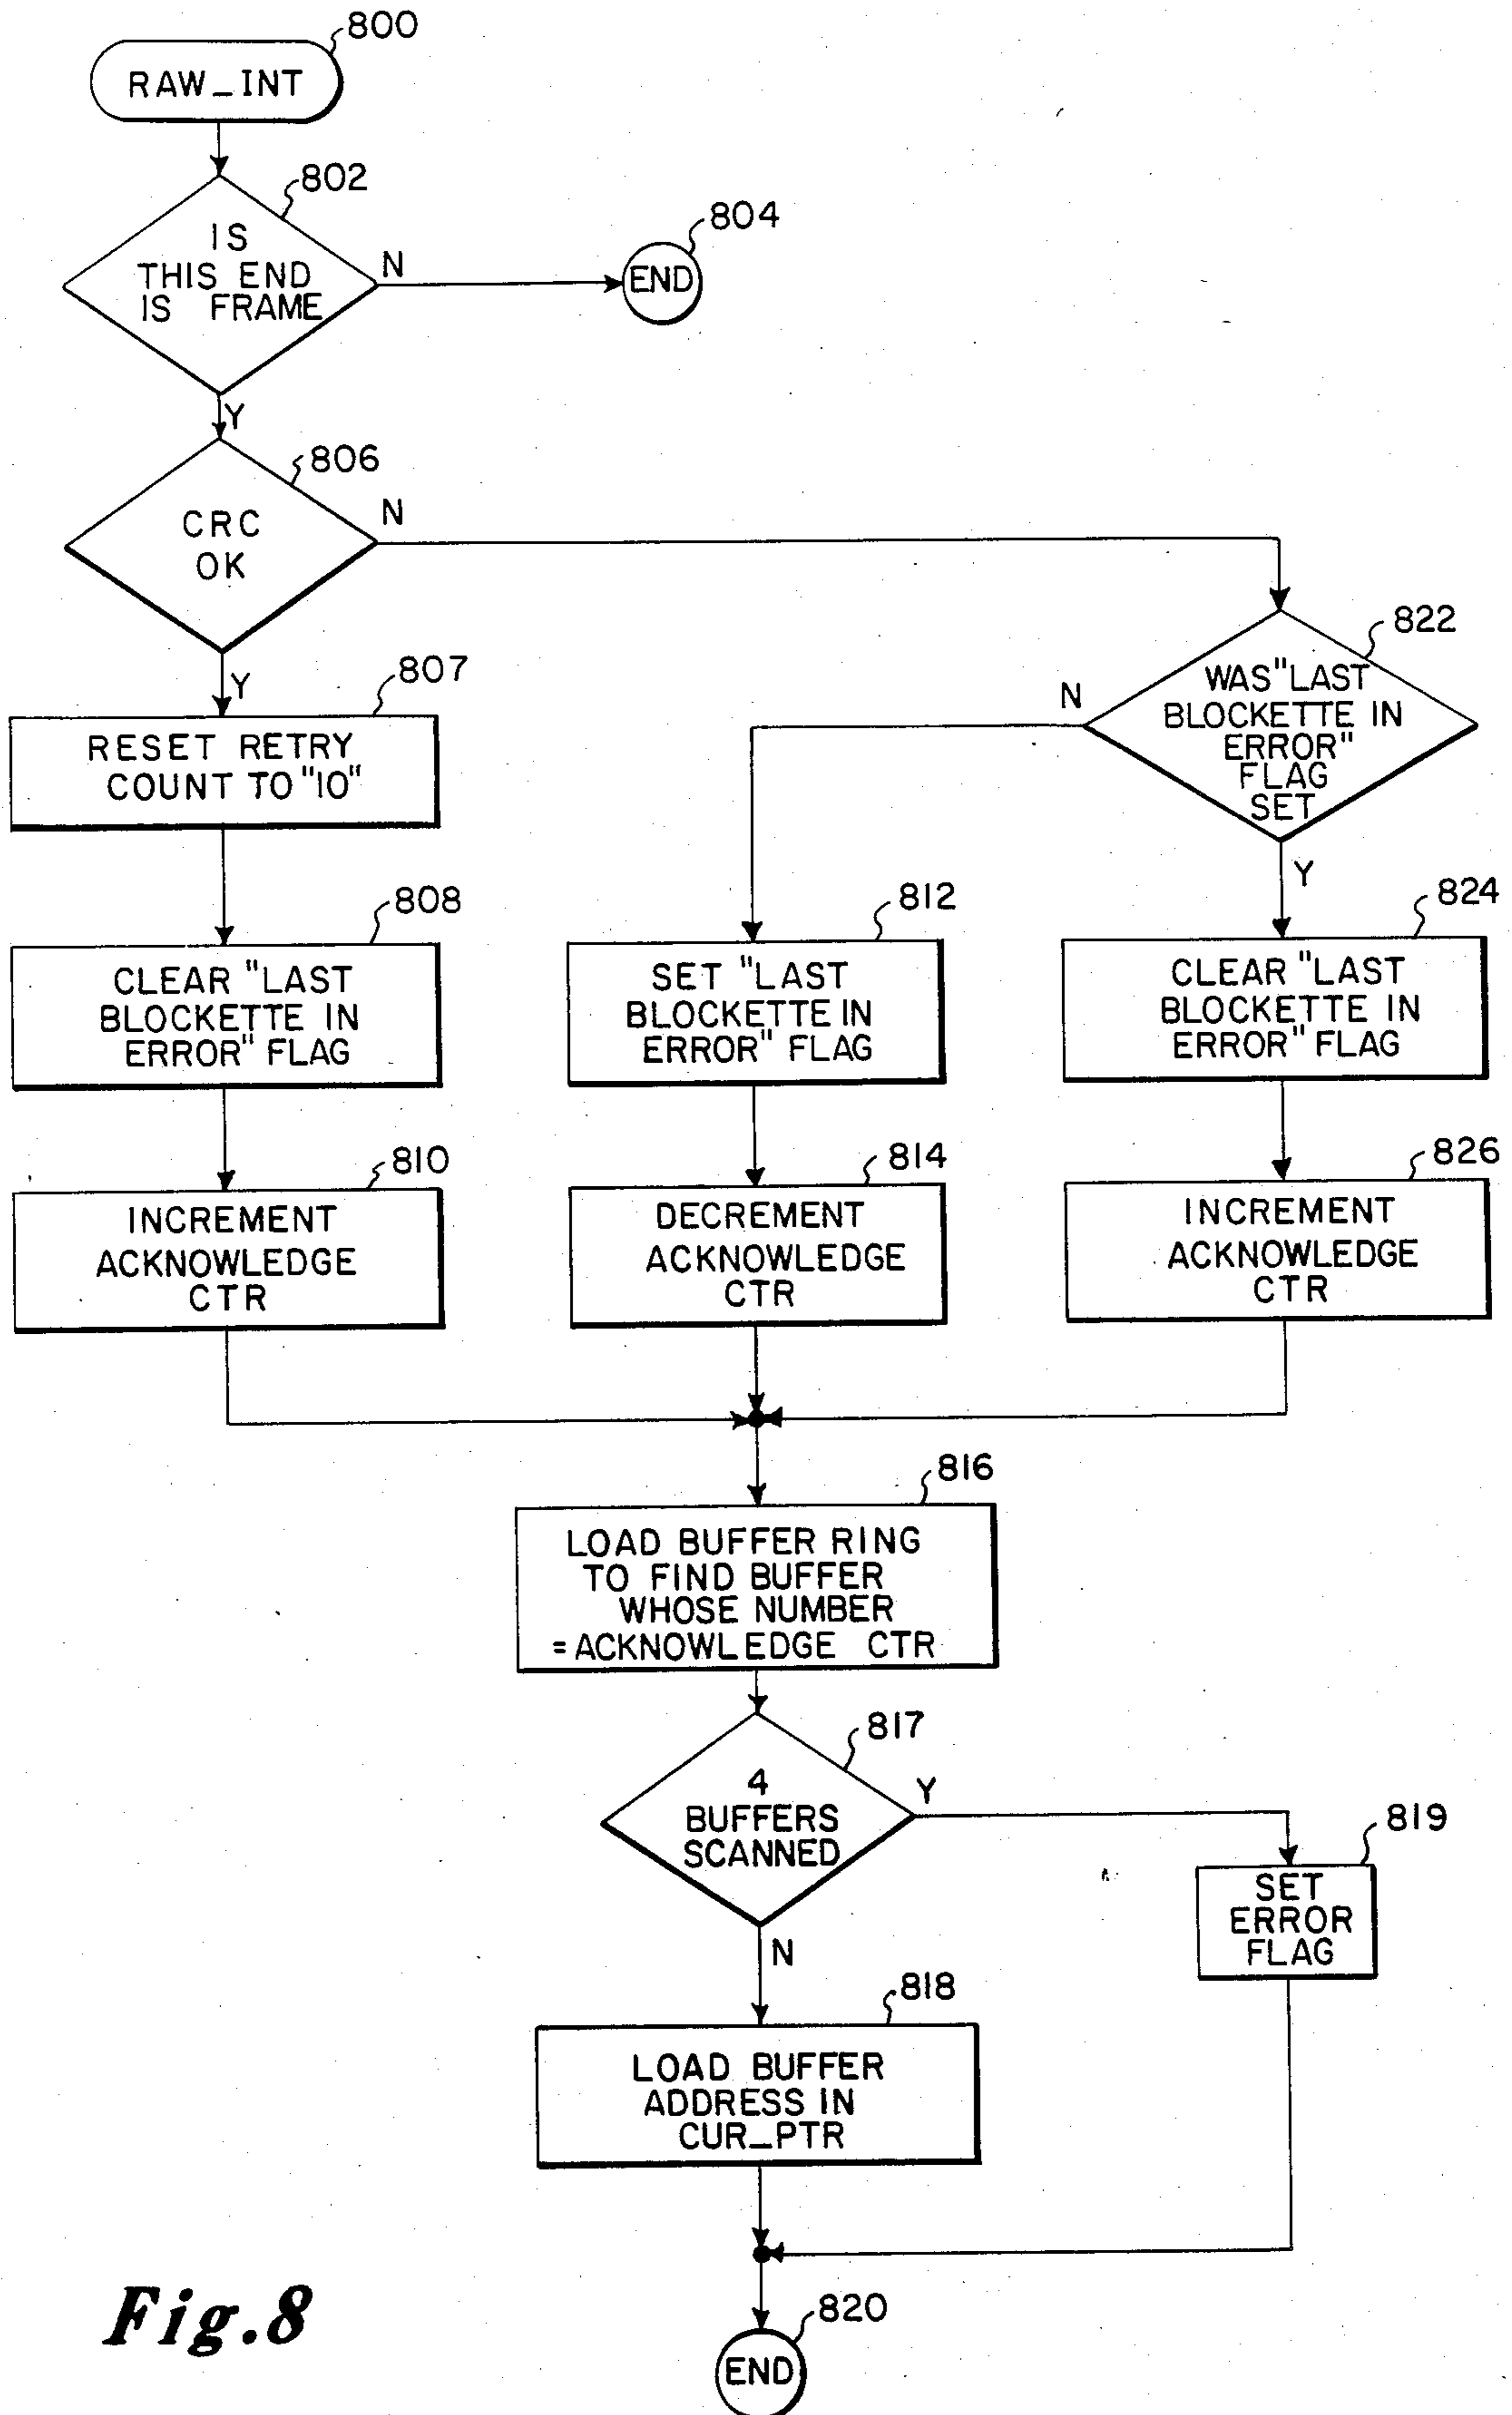 800
RAW_INT
802
IS
THIS END
IS FRAME
N
804
END
Y
806
CRC
OK
N
Y
807
RESET RETRY
COUNT TO "10"
822
WAS "LAST
BLOCKETTE IN
ERROR"
FLAG
SET
N
Y
808
CLEAR "LAST
BLOCKETTE IN
ERROR" FLAG
812
SET "LAST
BLOCKETTE IN
ERROR" FLAG
824
CLEAR "LAST
BLOCKETTE IN
ERROR" FLAG
810
INCREMENT
ACKNOWLEDGE
CTR
814
DECREMENT
ACKNOWLEDGE
CTR
826
INCREMENT
ACKNOWLEDGE
CTR
816
LOAD BUFFER RING
TO FIND BUFFER
WHOSE NUMBER
= ACKNOWLEDGE CTR
817
4
BUFFERS
SCANNED
Y
819
SET
ERROR
FLAG
N
818
LOAD BUFFER
ADDRESS IN
CUR_PTR
820
END
Fig. 8